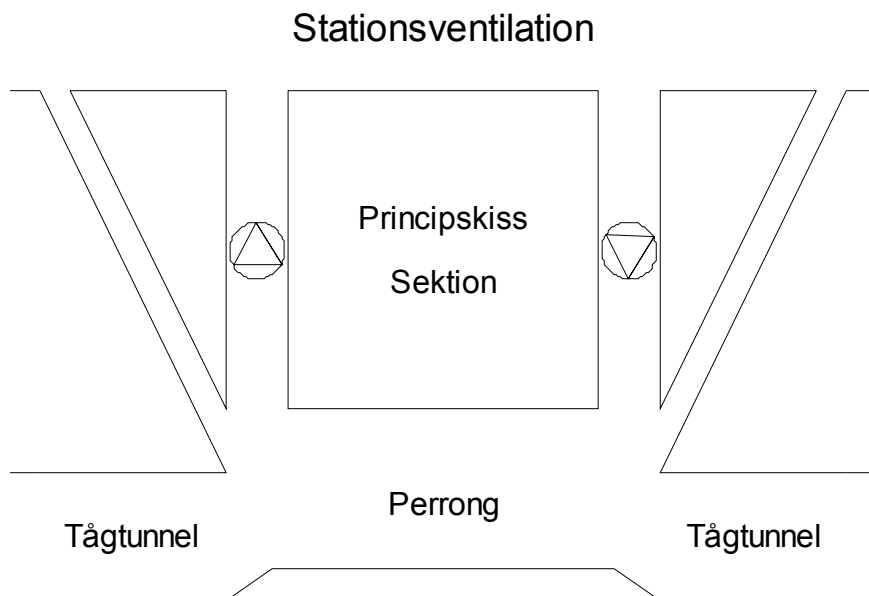 Stationsventilation
Principskiss
Sektion
Perrong
Tågtunnel
Tågtunnel